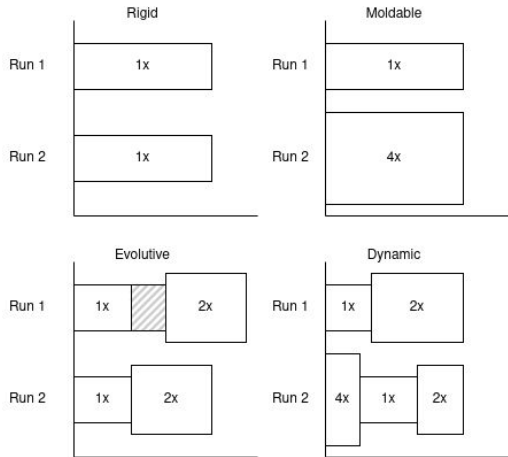 Rigid
Moldable
Run 1
1x
Run 1
1x
Run 2
1x
Run 2
4x
Evolutive
Dynamic
Run 1
1x
2x
Run 1
1x
2x
Run 2
1x
2x
Run 2
4x
1x
2x